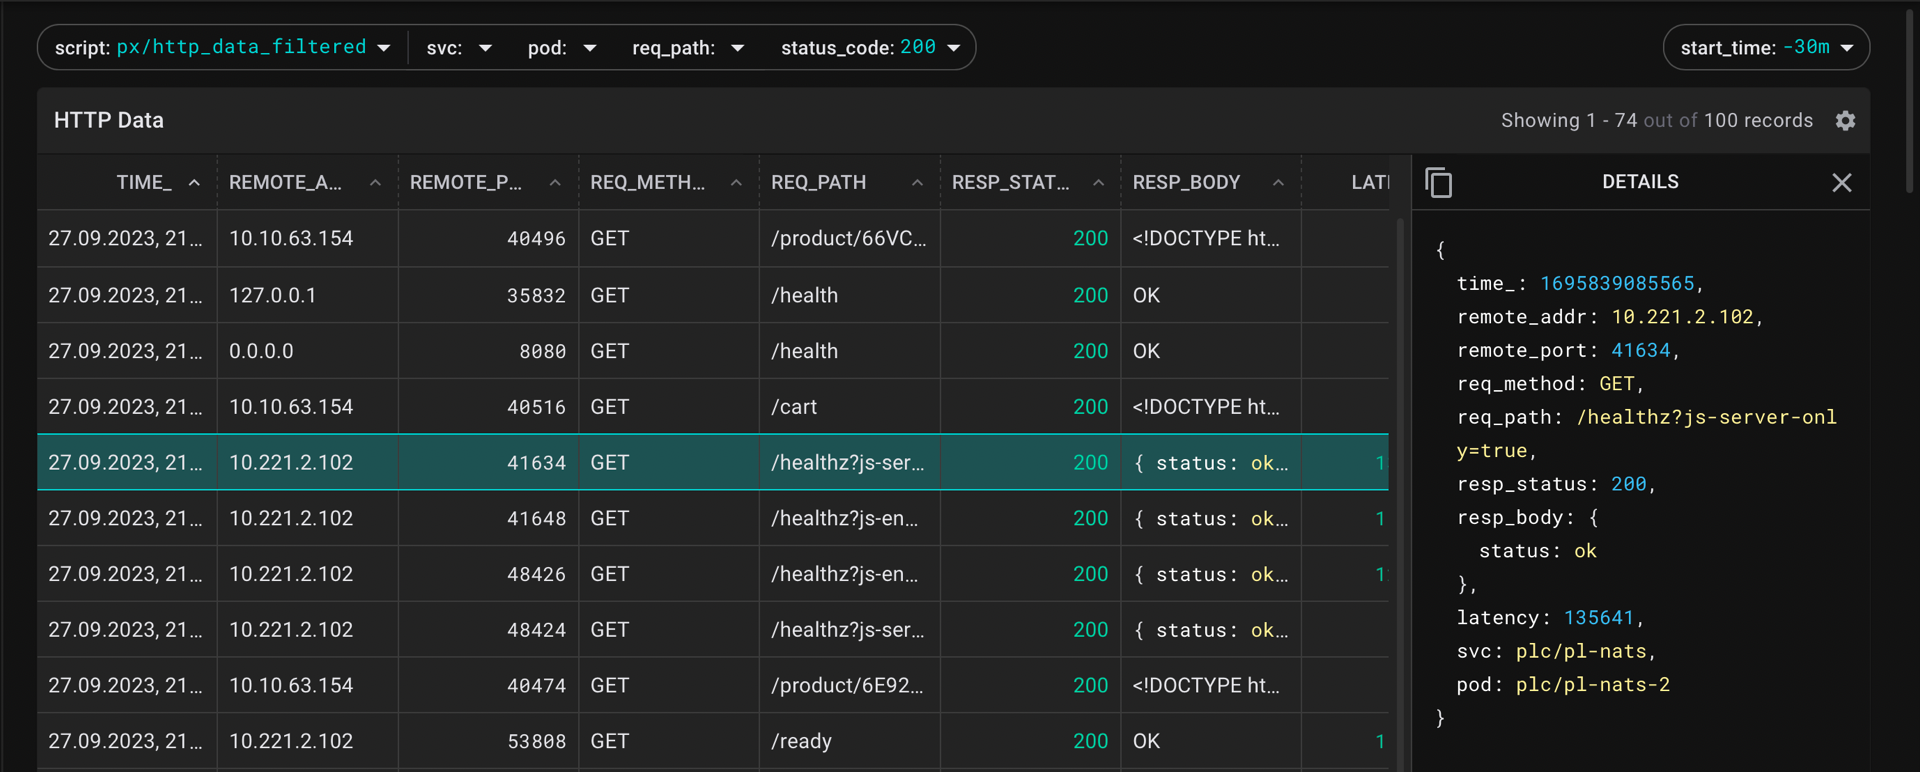 script: px/http_data_filtered svc: pod: req_path: status_code: 200 start_time: -30m
HTTP Data Showing 1 - 74 out of 100 records
TIME_ REMOTE_A... REMOTE_P... REQ_METH... REQ_PATH RESP_STAT... RESP_BODY LATI
27.09.2023, 21... 10.10.63.154 40496 GET /product/66VC... 200 <!DOCTYPE ht...
27.09.2023, 21... 127.0.0.1 35832 GET /health 200 OK
27.09.2023, 21... 0.0.0.0 8080 GET /health 200 OK
27.09.2023, 21... 10.10.63.154 40516 GET /cart 200 <!DOCTYPE ht...
27.09.2023, 21... 10.221.2.102 41634 GET /healthz?js-ser... 200 { status: ok... 1
27.09.2023, 21... 10.221.2.102 41648 GET /healthz?js-en... 200 { status: ok... 1
27.09.2023, 21... 10.221.2.102 48426 GET /healthz?js-en... 200 { status: ok... 1
27.09.2023, 21... 10.221.2.102 48424 GET /healthz?js-ser... 200 { status: ok...
27.09.2023, 21... 10.10.63.154 40474 GET /product/6E92... 200 <!DOCTYPE ht...
27.09.2023, 21... 10.221.2.102 53808 GET /ready 200 OK 1
DETAILS
{
time_: 1695839085565,
remote_addr: 10.221.2.102,
remote_port: 41634,
req_method: GET,
req_path: /healthz?js-server-onl
y=true,
resp_status: 200,
resp_body: {
status: ok
},
latency: 135641,
svc: plc/pl-nats,
pod: plc/pl-nats-2
}